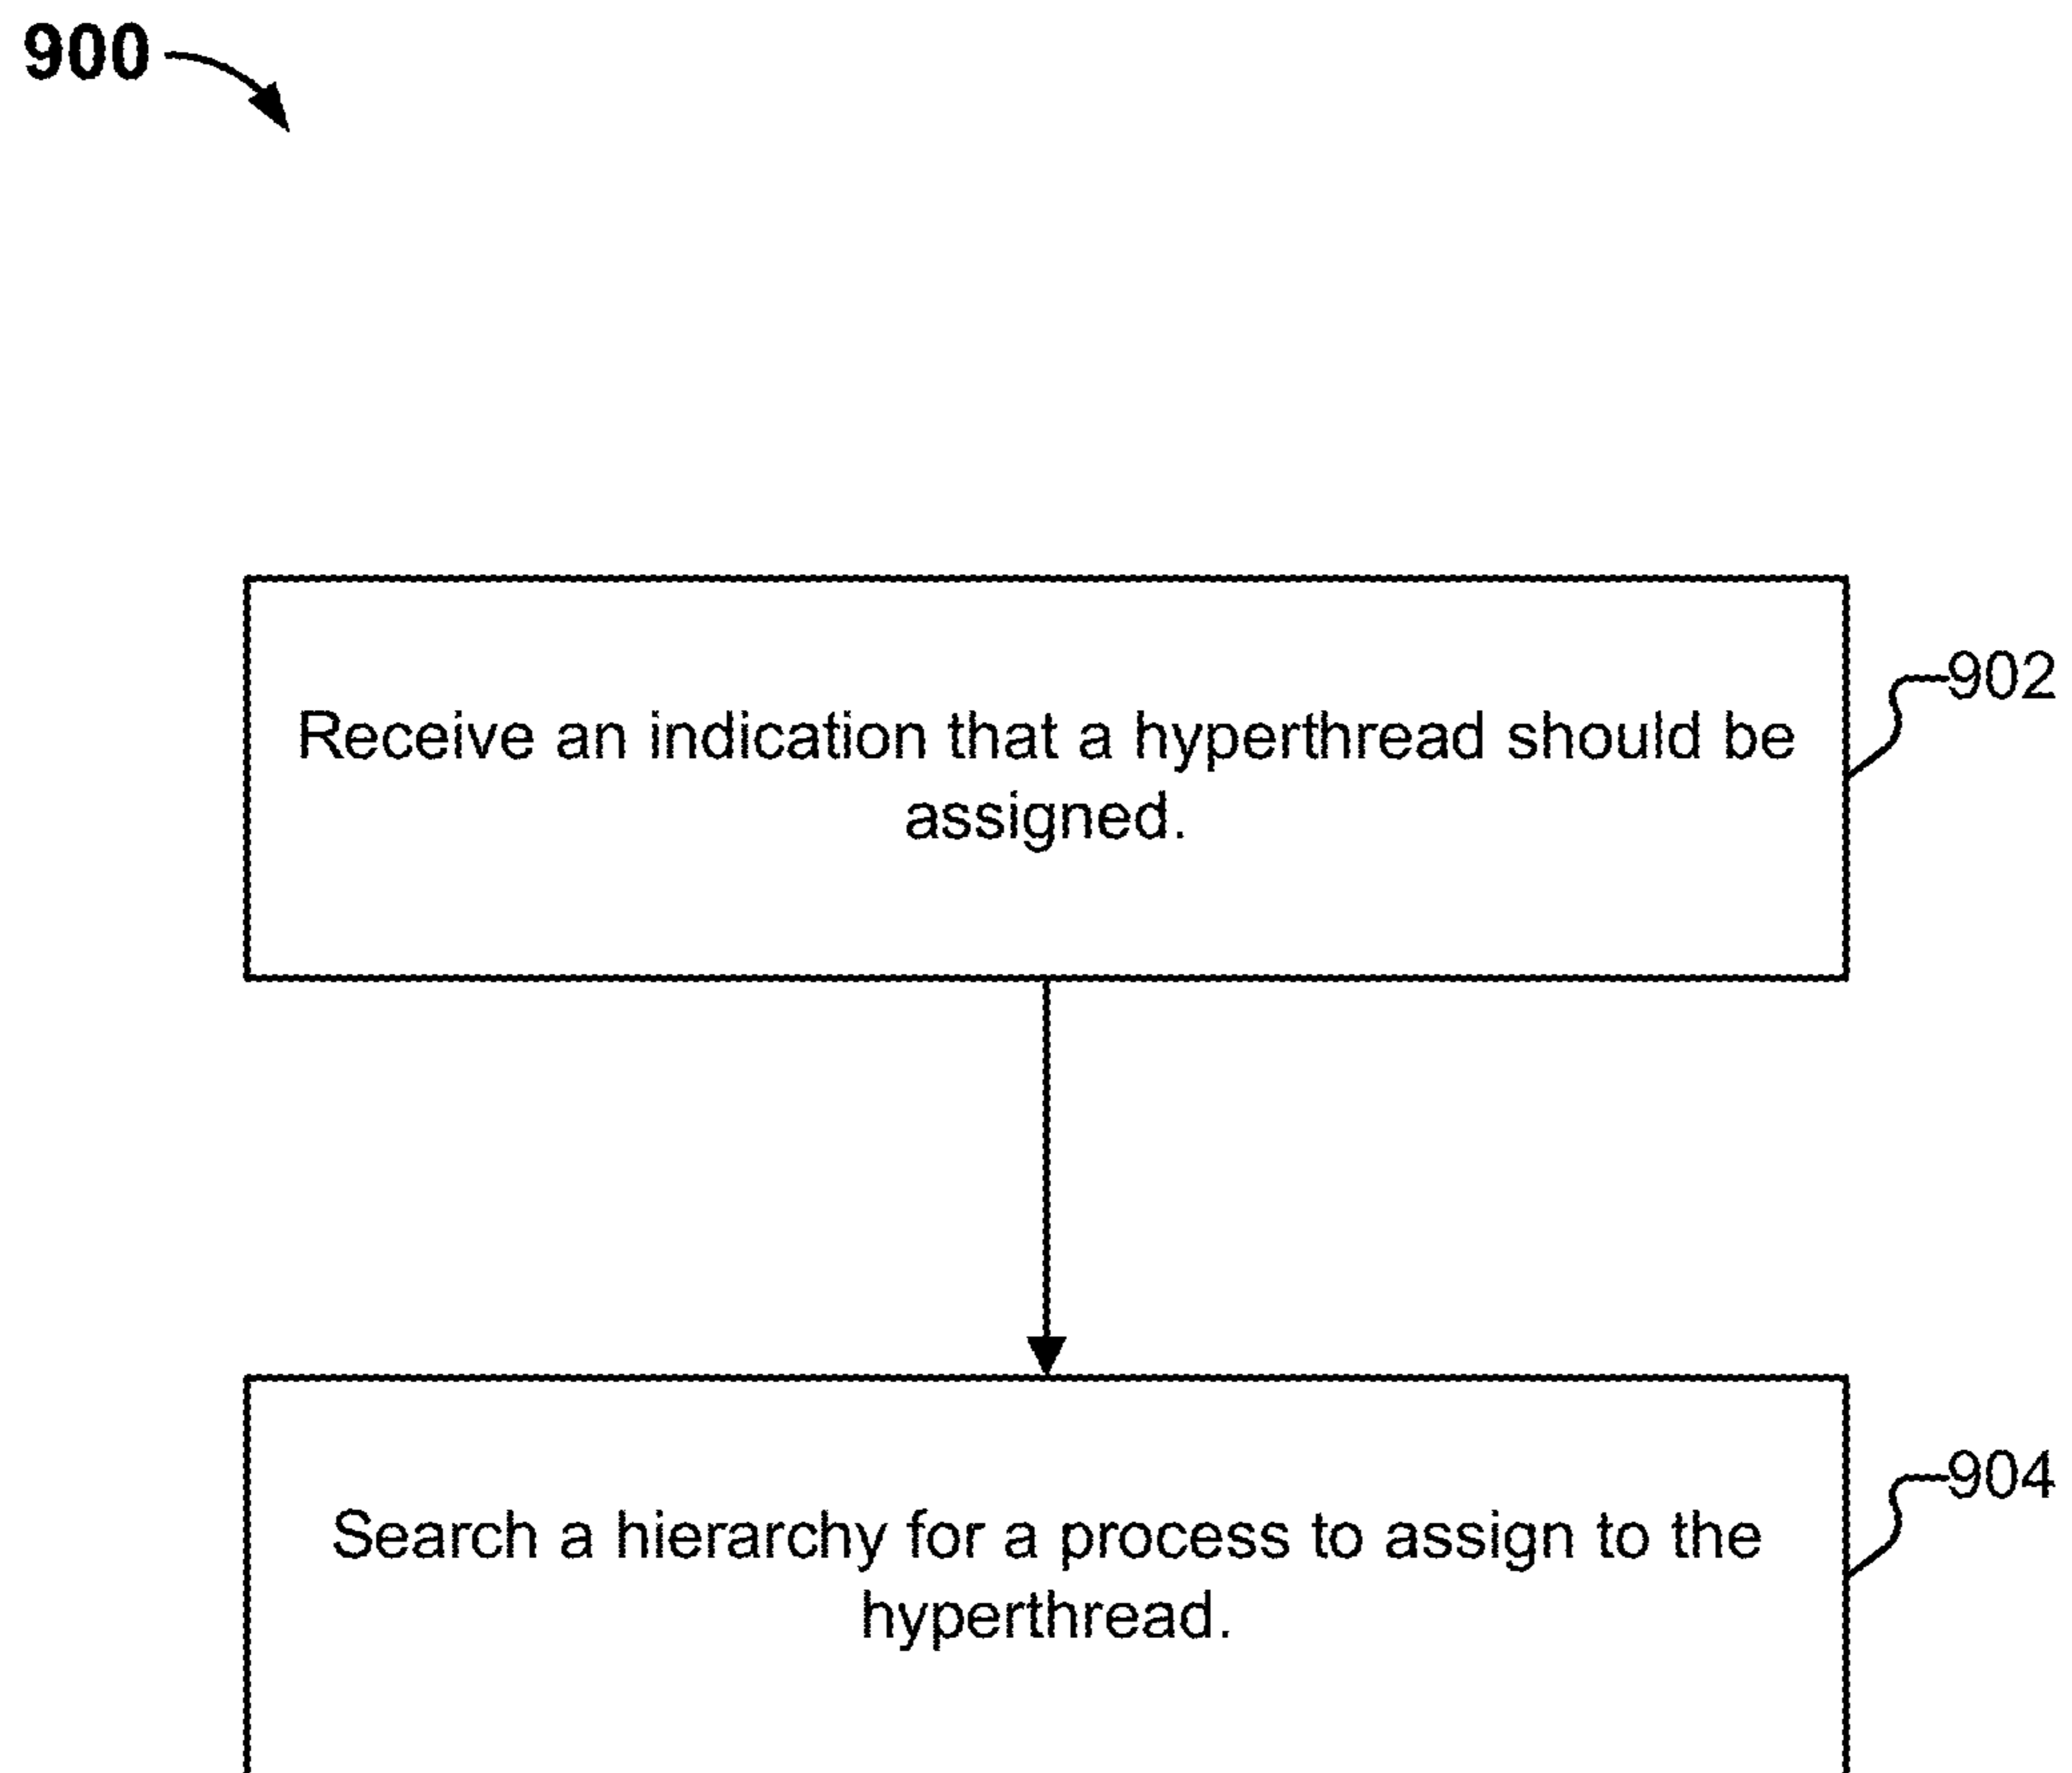 900
Receive an indication that a hyperthread should be
assigned.
902
Search a hierarchy for a process to assign to the
hyperthread.
904